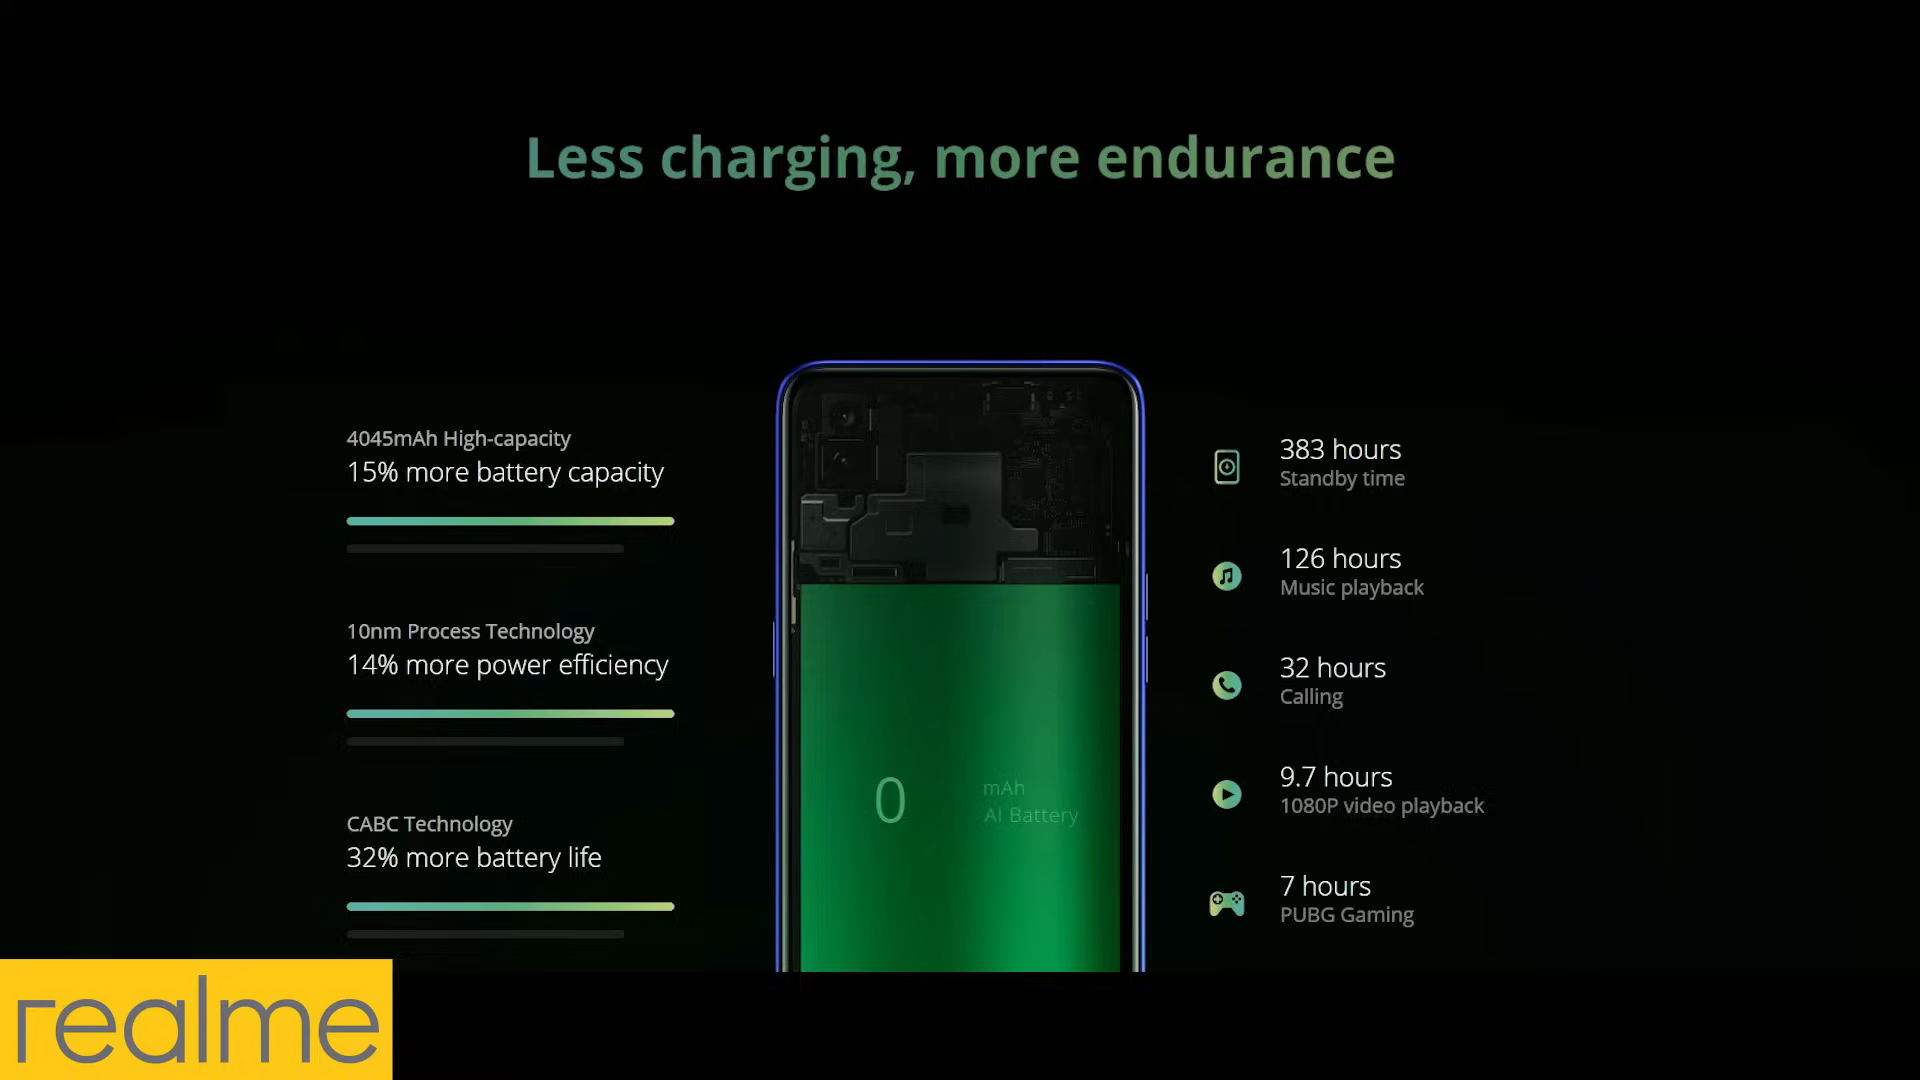 Less charging, more endurance
4045mAh High-capacity
15% more battery capacity
10nm Process Technology
14% more power efficiency
CABC Technology
32% more battery life
0
mAh
AI Battery
383 hours
Standby time
126 hours
Music playback
32 hours
Calling
9.7 hours
1080P video playback
7 hours
PUBG Gaming
realme